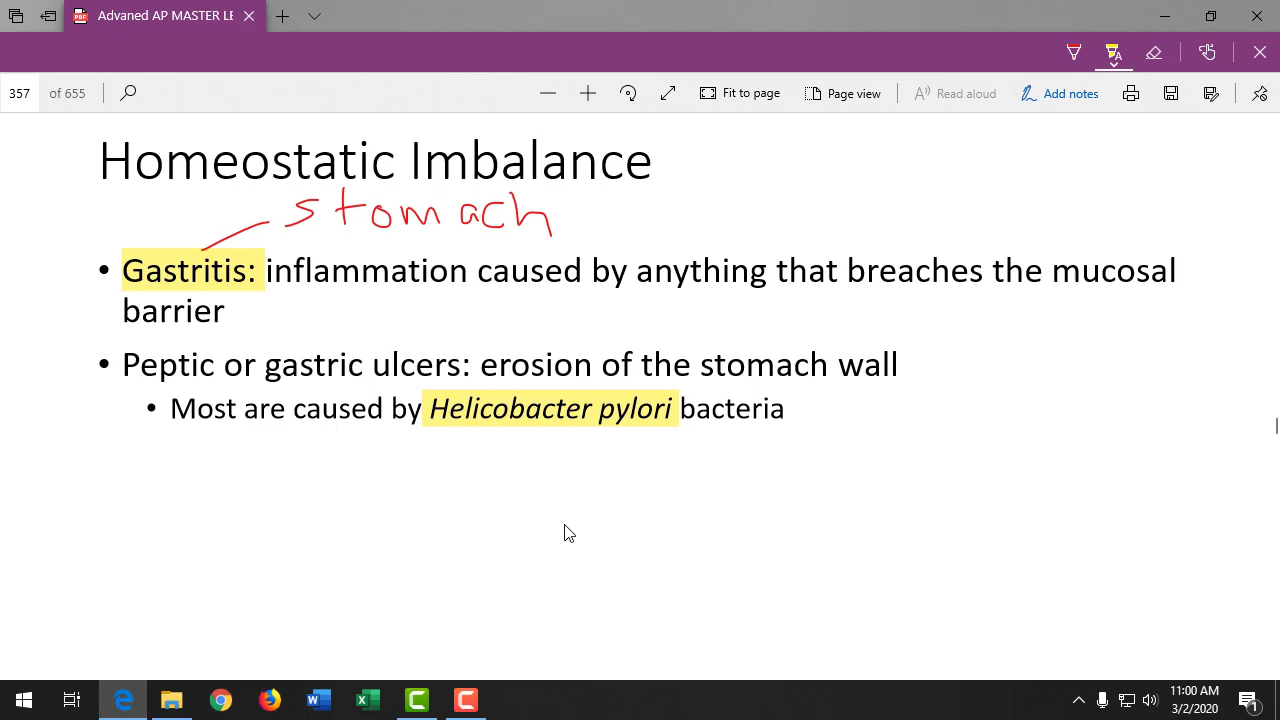 Advaned AP MASTER LE
357 of 655 Fit to page Page view Read aloud Add notes
Homeostatic Imbalance
stomach
• Gastritis: inflammation caused by anything that breaches the mucosal
barrier
• Peptic or gastric ulcers: erosion of the stomach wall
• Most are caused by Helicobacter pylori bacteria
11:00 AM
3/2/2020